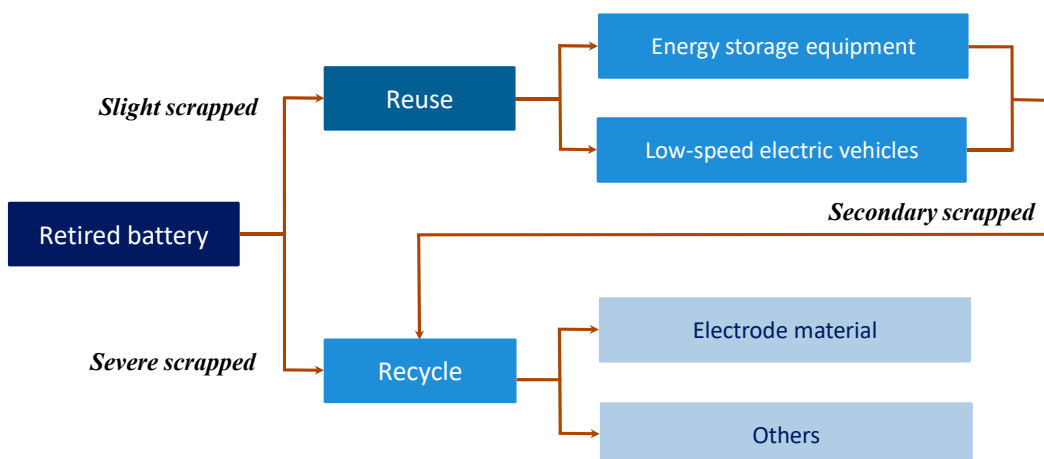 Energy storage equipment
Slight scrapped
Reuse
Low-speed electric vehicles
Retired battery
Secondary scrapped
Electrode material
Severe scrapped
Recycle
Others